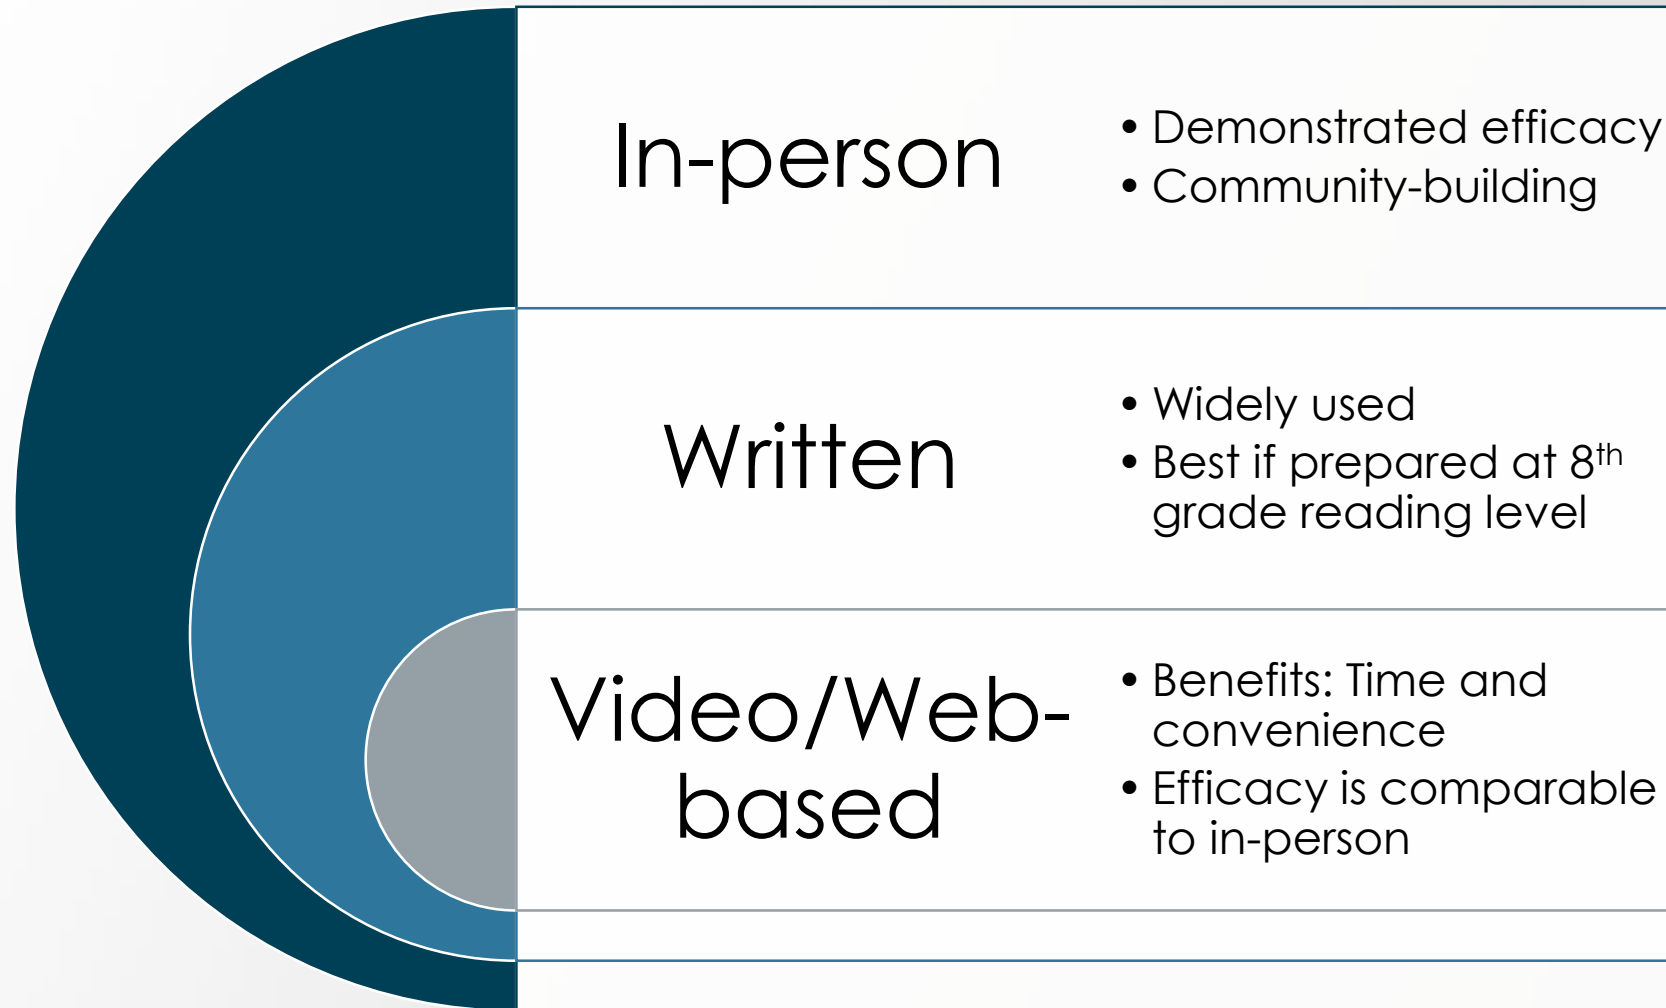 In-person
• Demonstrated efficacy
• Community-building
Written
• Widely used
• Best if prepared at 8th
grade reading level
Video/Web-
based
• Benefits: Time and
convenience
• Efficacy is comparable
to in-person